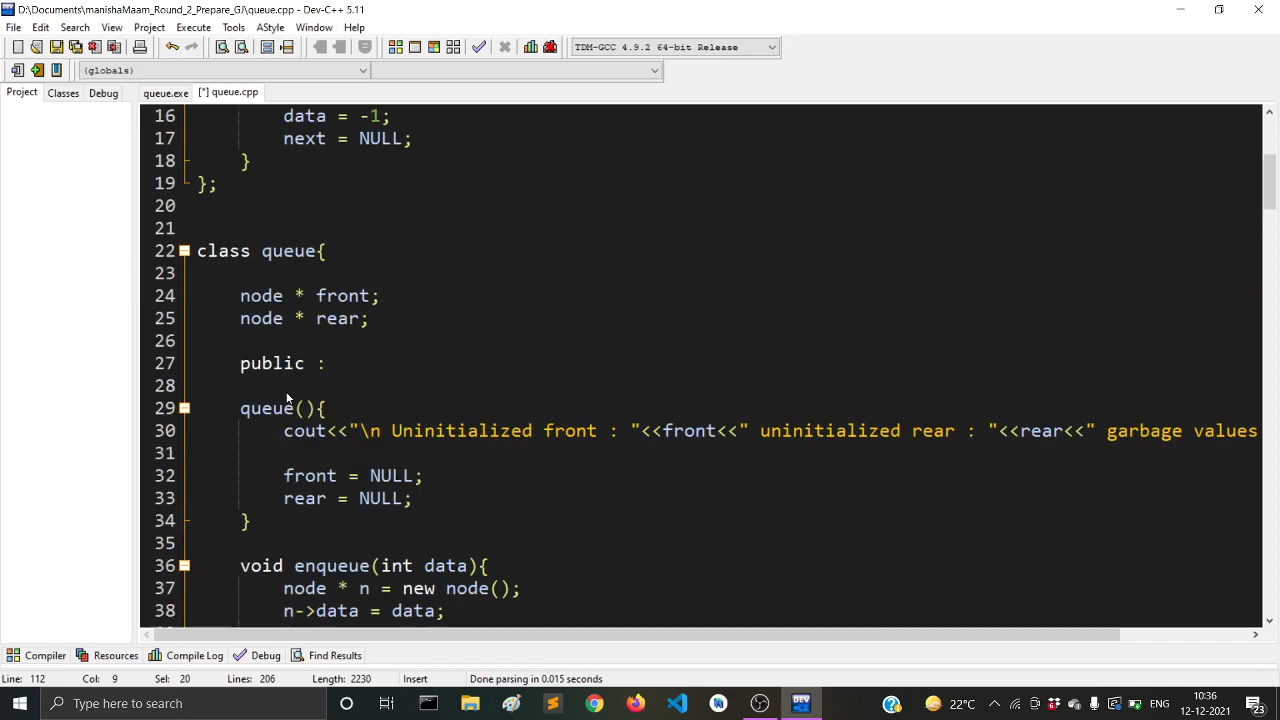 D:\Documents\manishaMaam_Round_2_Prepare_GJ\queue.cpp - Dev-C++ 5.11
File Edit Search View Project Execute Tools AStyle Window Help
TDM-GCC 4.9.2 64-bit Release
(globals)
Project Classes Debug queue.exe [*] queue.cpp
16 data = -1;
17 next = NULL;
18 }
19 };
20
21
22 class queue{
23
24 node * front;
25 node * rear;
26
27 public :
28
29 queue(){
30 cout<<"\n Uninitialized front : "<<front<<" uninitialized rear : "<<rear<<" garbage values
31
32 front = NULL;
33 rear = NULL;
34 }
35
36 void enqueue(int data){
37 node * n = new node();
38 n->data = data;
Compiler Resources Compile Log Debug Find Results
Line: 112 Col: 9 Sel: 20 Lines: 206 Length: 2230 Insert Done parsing in 0.015 seconds
Type here to search 22°C ENG 10:36
12-12-2021 23